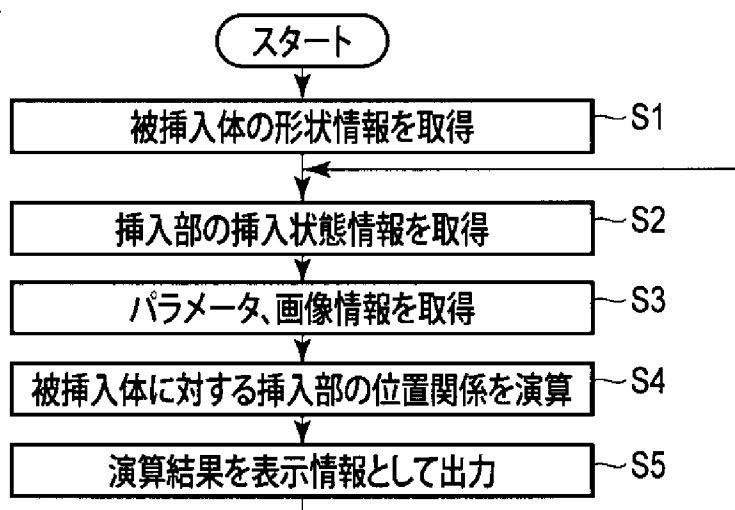 スタート
被挿入体の形状情報を取得 S1
挿入部の挿入状態情報を取得 S2
パラメータ、画像情報を取得 S3
被挿入体に対する挿入部の位置関係を演算 S4
演算結果を表示情報として出力 S5